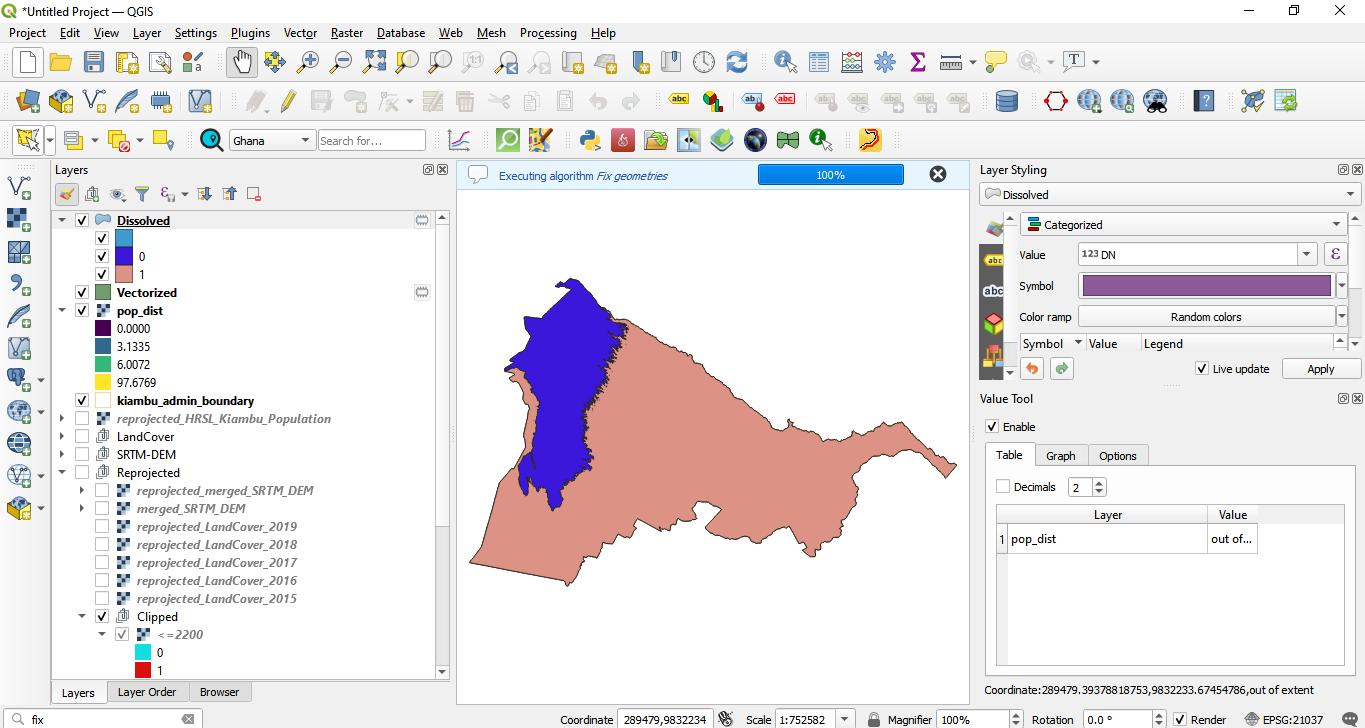 *Untitled Project — QGIS
Project Edit View Layer Settings Plugins Vector Raster Database Web Mesh Processing Help
abc abc abc
Ghana Search for...
Layers
Executing algorithm Fix geometries 100%
Dissolved
0
1
Vectorized
pop_dist
0.0000
3.1335
6.0072
97.6769
kiambu_admin_boundary
reprojected_HRSL_Kiambu_Population
LandCover
SRTM-DEM
Reprojected
reprojected_merged_SRTM_DEM
merged_SRTM_DEM
reprojected_LandCover_2019
reprojected_LandCover_2018
reprojected_LandCover_2017
reprojected_LandCover_2016
reprojected_LandCover_2015
Clipped
<=2200
0
1
Layers Layer Order Browser
Layer Styling
Dissolved
Categorized
Value 123 DN
abc
abc
Symbol
Color ramp Random colors
Symbol Value Legend
Live update Apply
Value Tool
Enable
Table Graph Options
Decimals 2
Layer Value
1 pop_dist out of...
Coordinate:289479.39378818753,9832233.67454786,out of extent
fix Coordinate 289479,9832234 Scale 1:752582 Magnifier 100% Rotation 0.0 ° Render EPSG:21037